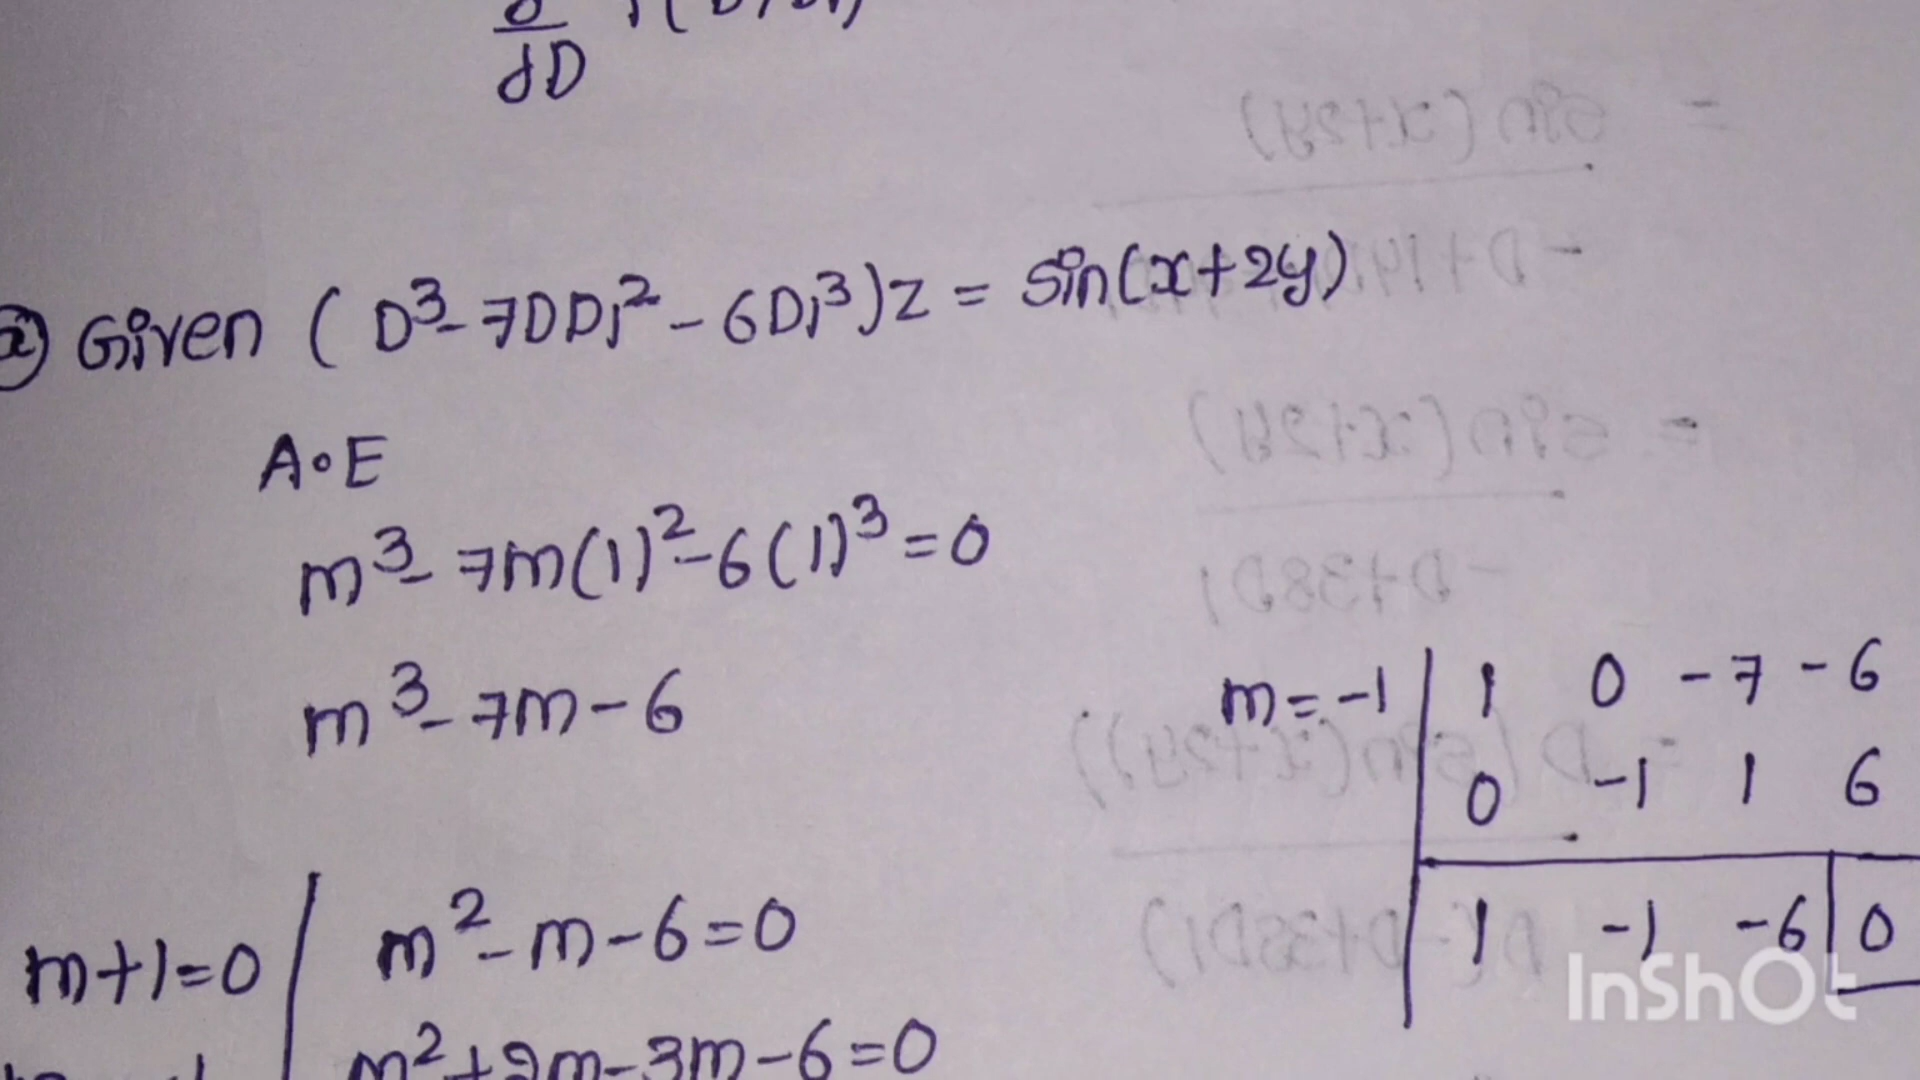 ∂D
② Given (D³-7DD₁²-6D₁³)z = sin(x+2y)
A.E
m³-7m(1)²-6(1)³=0
m³-7m-6
m=-1 | 1 0 -7 -6
0 -1 1 6
1 -1 -6 | 0
m+1=0 | m²-m-6=0
m²+2m-3m-6=0
InShOt